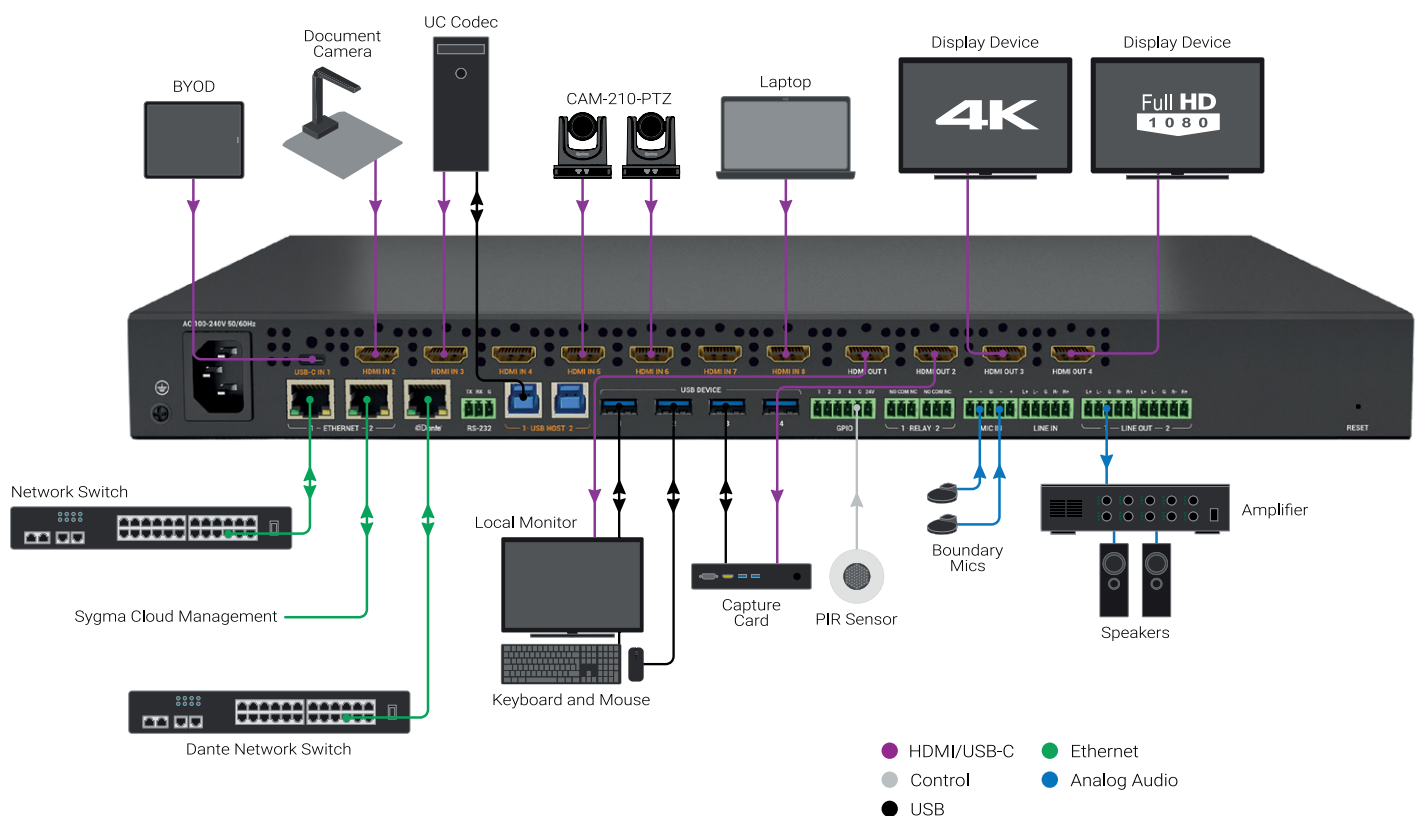 UC Codec
Document
Camera
Display Device
Display Device
BYOD
CAM-210-PTZ
Laptop
4K
Full HD
1080
AC 100-240V 50/60Hz
USB-C IN 1
HDMI IN 2
HDMI IN 3
HDMI IN 4
HDMI IN 5
HDMI IN 6
HDMI IN 7
HDMI IN 8
HDMI OUT 1
HDMI OUT 2
HDMI OUT 3
HDMI OUT 4
1 - ETHERNET - 2
Dante
TX RX G
RS-232
1 - USB HOST - 2
USB DEVICE
1
2
3
4
1 2 3 4 G 24V
GPIO
NO COM NC NO COM NC
1 - RELAY - 2
+ - G - +
MIC IN
L+ L- G R- R+
LINE IN
L+ L- G R- R+ L+ L- G R- R+
1 - LINE OUT - 2
RESET
Network Switch
Local Monitor
Amplifier
Boundary
Mics
Capture
Card
PIR Sensor
Sygma Cloud Management
Speakers
Keyboard and Mouse
Dante Network Switch
HDMI/USB-C
Ethernet
Control
Analog Audio
USB